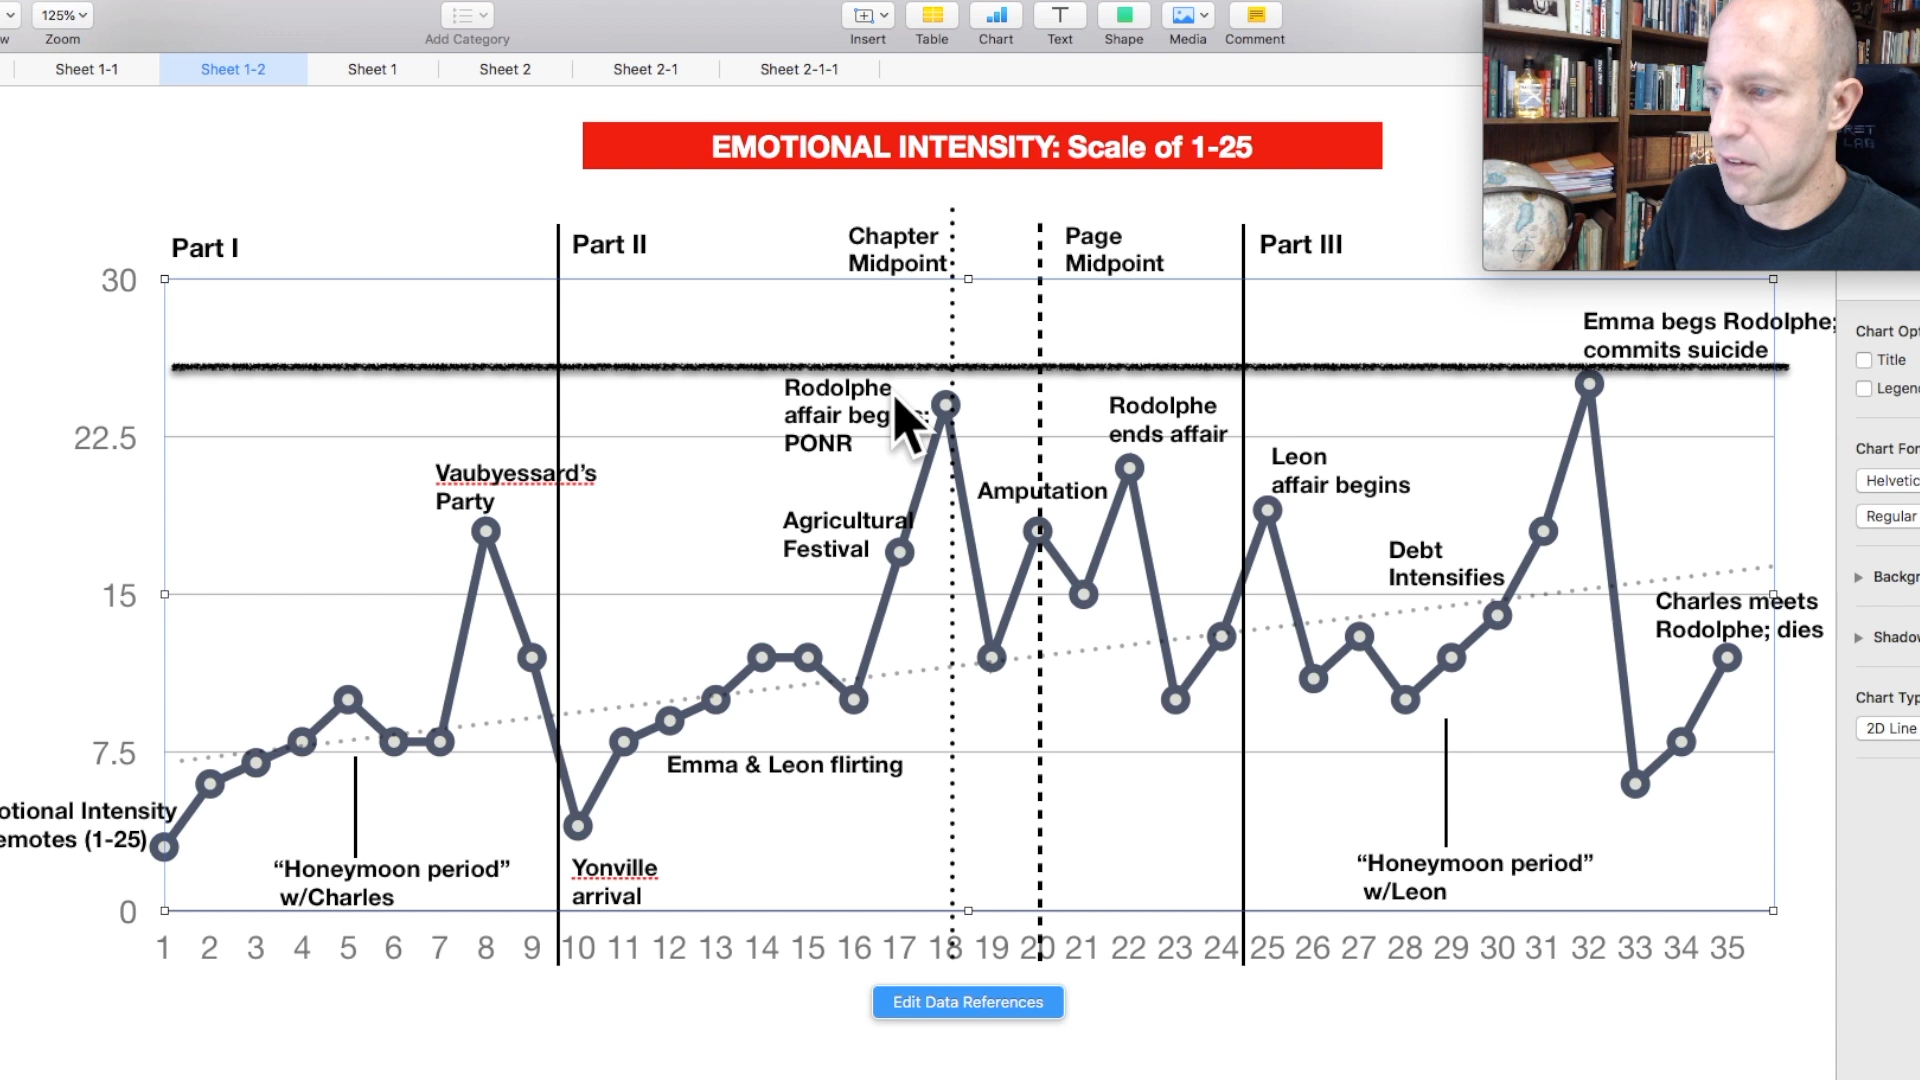 125%
w
Zoom
Add Category
Insert
Table
Chart
Text
Shape
Media
Comment
Sheet 1-1
Sheet 1-2
Sheet 1
Sheet 2
Sheet 2-1
Sheet 2-1-1
EMOTIONAL INTENSITY: Scale of 1-25
Part I
Part II
Chapter
Midpoint
Page
Midpoint
Part III
30
22.5
15
7.5
0
Emma begs Rodolphe;
commits suicide
Rodolphe
affair beg
PONR
Rodolphe
ends affair
Vaubyessard’s
Party
Leon
affair begins
Amputation
Agricultural
Festival
Debt
Intensifies
Charles meets
Rodolphe; dies
Emma & Leon flirting
otional Intensity
emotes (1-25)
“Honeymoon period”
w/Charles
Yonville
arrival
“Honeymoon period”
w/Leon
1 2 3 4 5 6 7 8 9 10 11 12 13 14 15 16 17 18 19 20 21 22 23 24 25 26 27 28 29 30 31 32 33 34 35
Edit Data References
Chart Opt
Title
Legen
Chart For
Helvetic
Regular
Backgr
Shadow
Chart Typ
2D Line